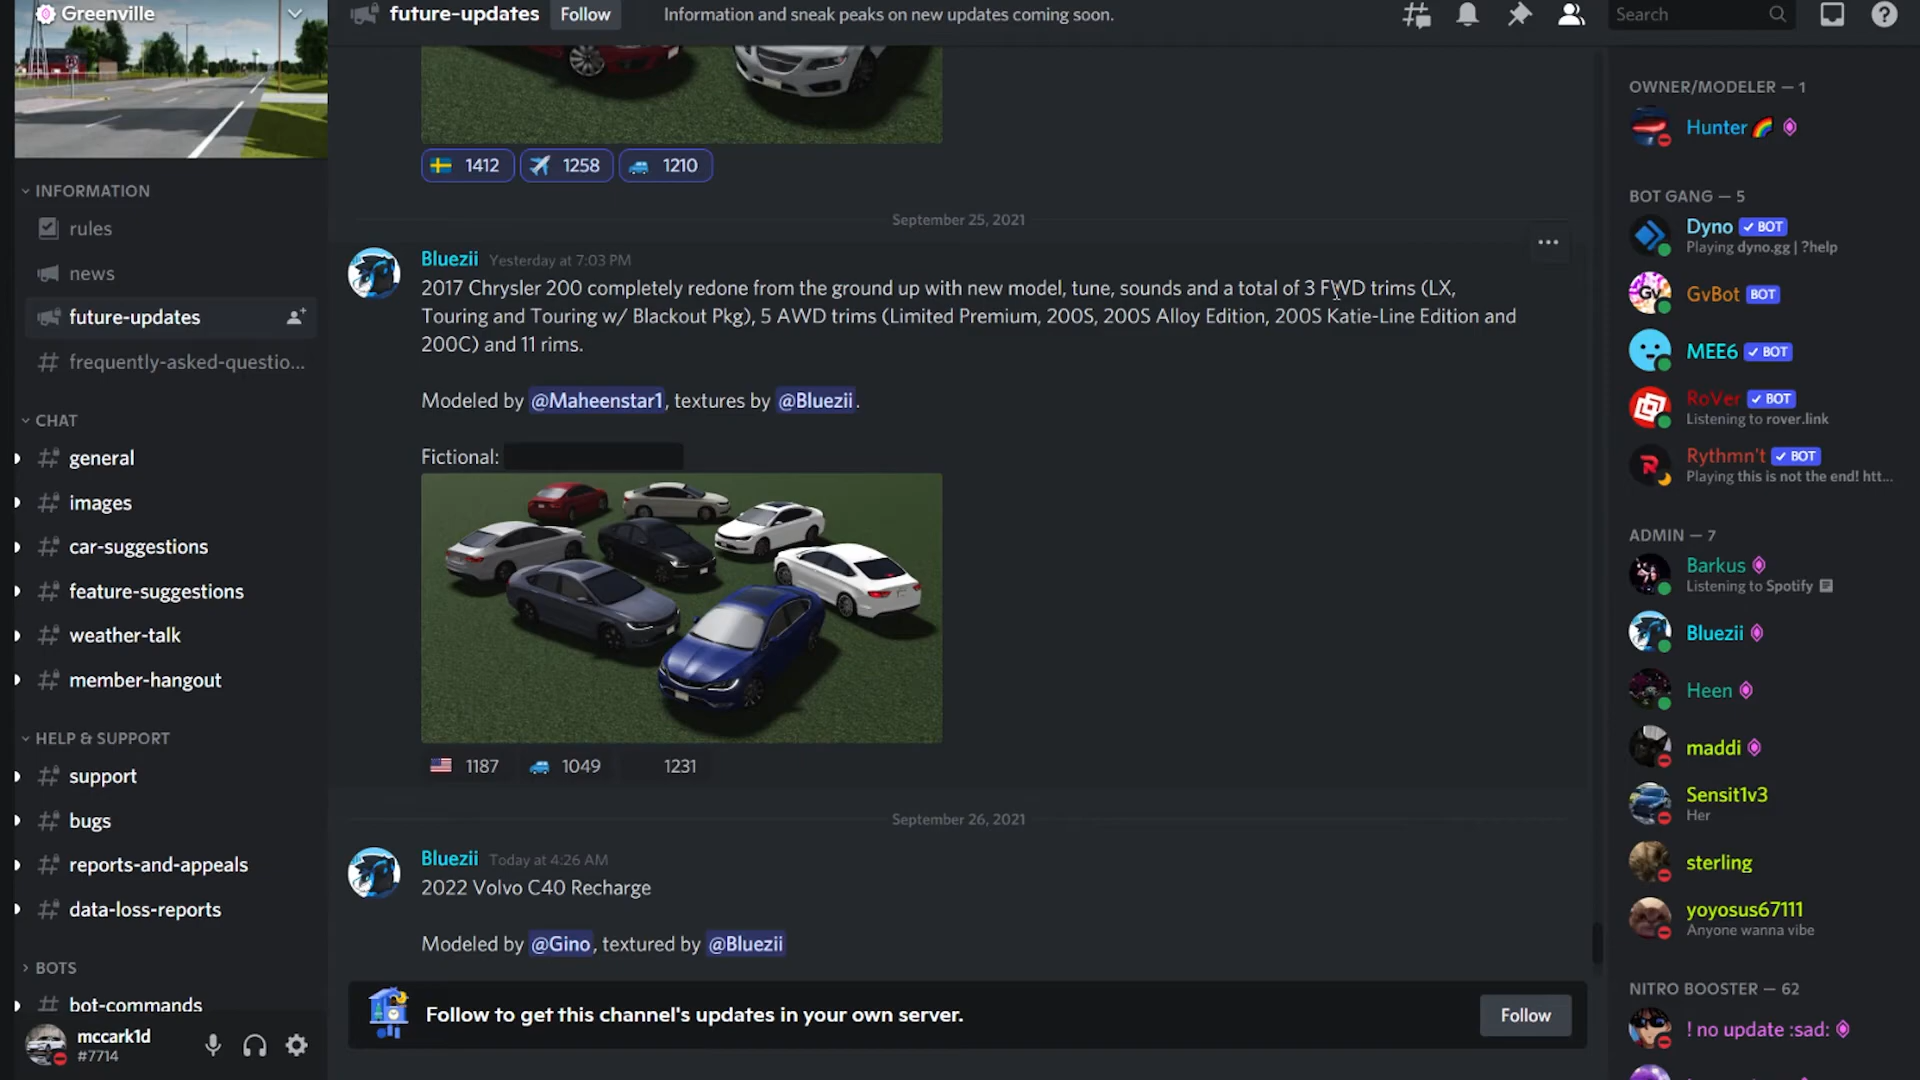 Greenville
INFORMATION
rules
news
future-updates
frequently-asked-questio...
CHAT
general
images
car-suggestions
feature-suggestions
weather-talk
member-hangout
HELP & SUPPORT
support
bugs
reports-and-appeals
data-loss-reports
BOTS
bot-commands
mccark1d
#7714
future-updates
Follow
Information and sneak peaks on new updates coming soon.
Search
1412
1258
1210
September 25, 2021
Bluezii Yesterday at 7:03 PM
2017 Chrysler 200 completely redone from the ground up with new model, tune, sounds and a total of 3 FWD trims (LX,
Touring and Touring w/ Blackout Pkg), 5 AWD trims (Limited Premium, 200S, 200S Alloy Edition, 200S Katie-Line Edition and
200C) and 11 rims.
Modeled by @Maheenstar1, textures by @Bluezii.
Fictional:
1187
1049
1231
September 26, 2021
Bluezii Today at 4:26 AM
2022 Volvo C40 Recharge
Modeled by @Gino, textured by @Bluezii
Follow to get this channel's updates in your own server.
Follow
OWNER/MODELER — 1
Hunter
BOT GANG — 5
Dyno BOT
Playing dyno.gg | ?help
GvBot BOT
MEE6 BOT
RoVer BOT
Listening to rover.link
Rythmn't BOT
Playing this is not the end! htt...
ADMIN — 7
Barkus
Listening to Spotify
Bluezii
Heen
maddi
Sensit1v3
Her
sterling
yoyosus67111
Anyone wanna vibe
NITRO BOOSTER — 62
! no update :sad: